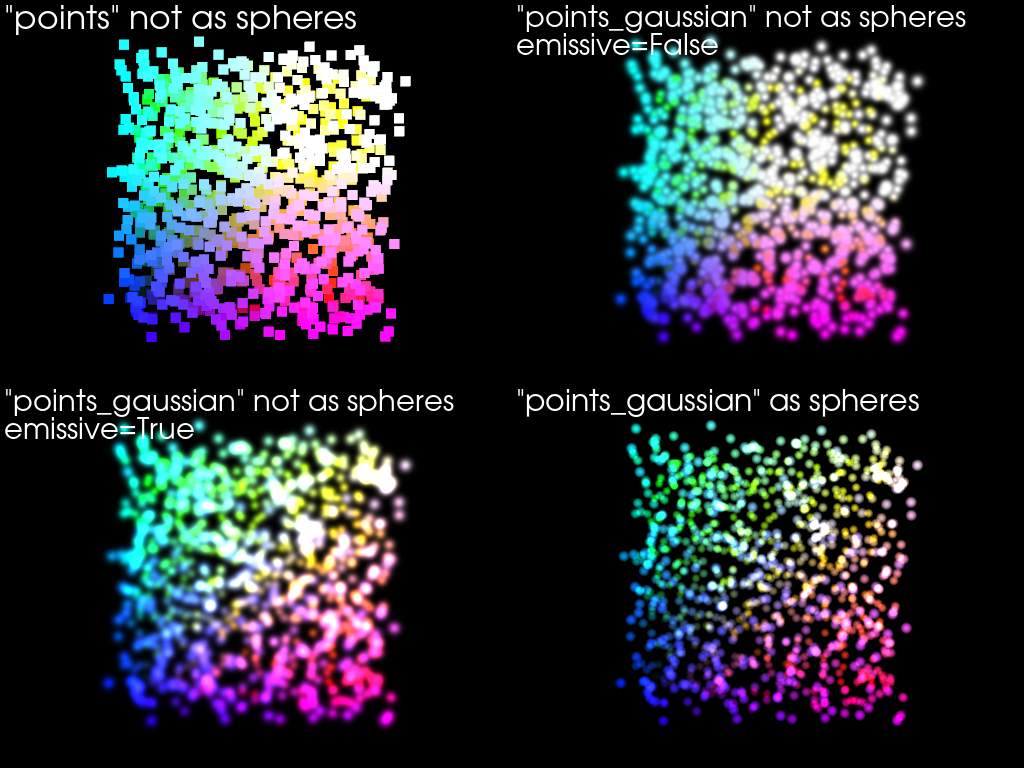 "points" not as spheres
"points_gaussian" not as spheres
emissive=False
"points_gaussian" not as spheres
emissive=True
"points_gaussian" as spheres